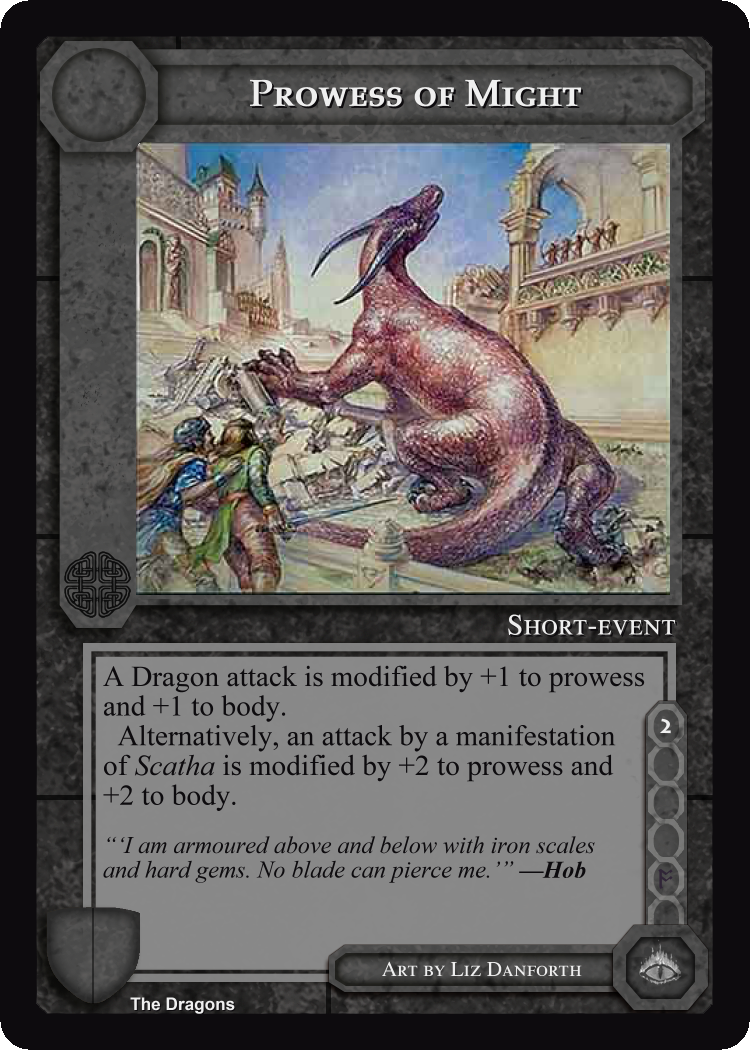 PROWESS OF MIGHT
SHORT-EVENT
A Dragon attack is modified by +1 to prowess
and +1 to body.
Alternatively, an attack by a manifestation
of Scatha is modified by +2 to prowess and
+2 to body.
2
“‘I am armoured above and below with iron scales
and hard gems. No blade can pierce me.’” —Hob
ART BY LIZ DANFORTH
The Dragons